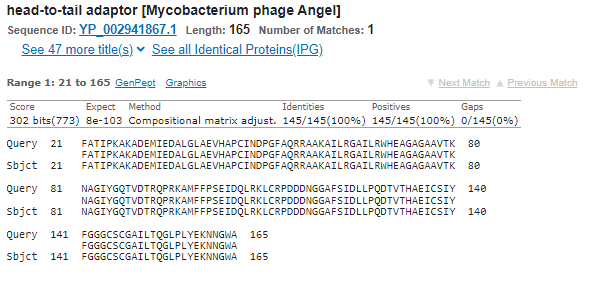 head-to-tail adaptor [Mycobacterium phage Angel]
Sequence ID: YP_002941867.1 Length: 165 Number of Matches: 1
See 47 more title(s) See all Identical Proteins(IPG)
Range 1: 21 to 165 GenPept Graphics ▼ Next Match ▲ Previous Match
Score Expect Method Identities Positives Gaps
302 bits(773) 8e-103 Compositional matrix adjust. 145/145(100%) 145/145(100%) 0/145(0%)
Query 21 FATIPKAKADEMIEDALGLAEVHAPCINDPGFAQRRAAKAILRGAILRWHEAGAGAAVTK 80
FATIPKAKADEMIEDALGLAEVHAPCINDPGFAQRRAAKAILRGAILRWHEAGAGAAVTK
Sbjct 21 FATIPKAKADEMIEDALGLAEVHAPCINDPGFAQRRAAKAILRGAILRWHEAGAGAAVTK 80
Query 81 NAGIYGQTVDTRQPRKAMFFPSEIDQLRKLCRPDDDNGGAFSIDLLPQDTVTHAEICSIY 140
NAGIYGQTVDTRQPRKAMFFPSEIDQLRKLCRPDDDNGGAFSIDLLPQDTVTHAEICSIY
Sbjct 81 NAGIYGQTVDTRQPRKAMFFPSEIDQLRKLCRPDDDNGGAFSIDLLPQDTVTHAEICSIY 140
Query 141 FGGGCSCGAILTQGLPLYEKNNGWA 165
FGGGCSCGAILTQGLPLYEKNNGWA
Sbjct 141 FGGGCSCGAILTQGLPLYEKNNGWA 165